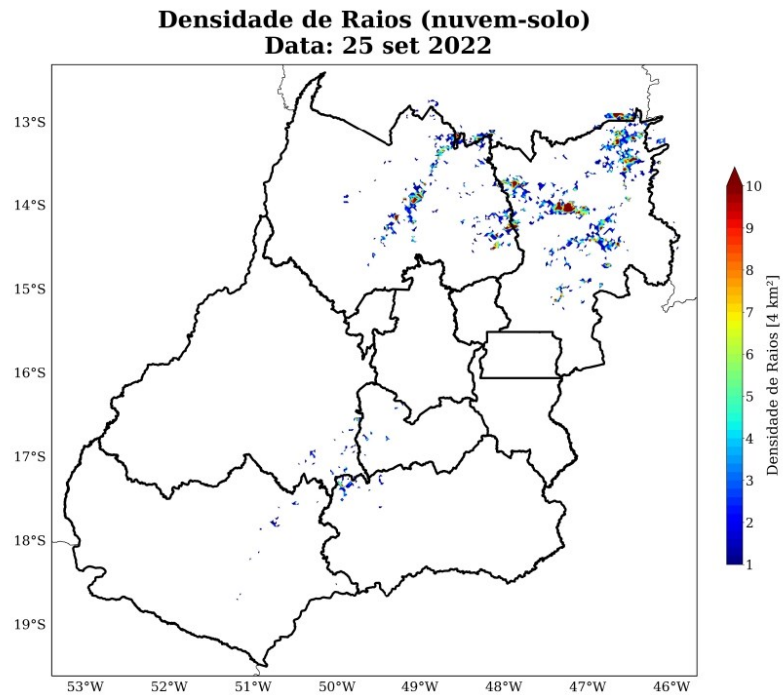 Densidade de Raios (nuvem-solo)
Data: 25 set 2022
13°S
14°S
15°S
16°S
17°S
18°S
19°S
53°W
52°W
51°W
50°W
49°W
48°W
47°W
46°W
10
9
8
7
6
5
4
3
2
1
Densidade de Raios [4 km²]